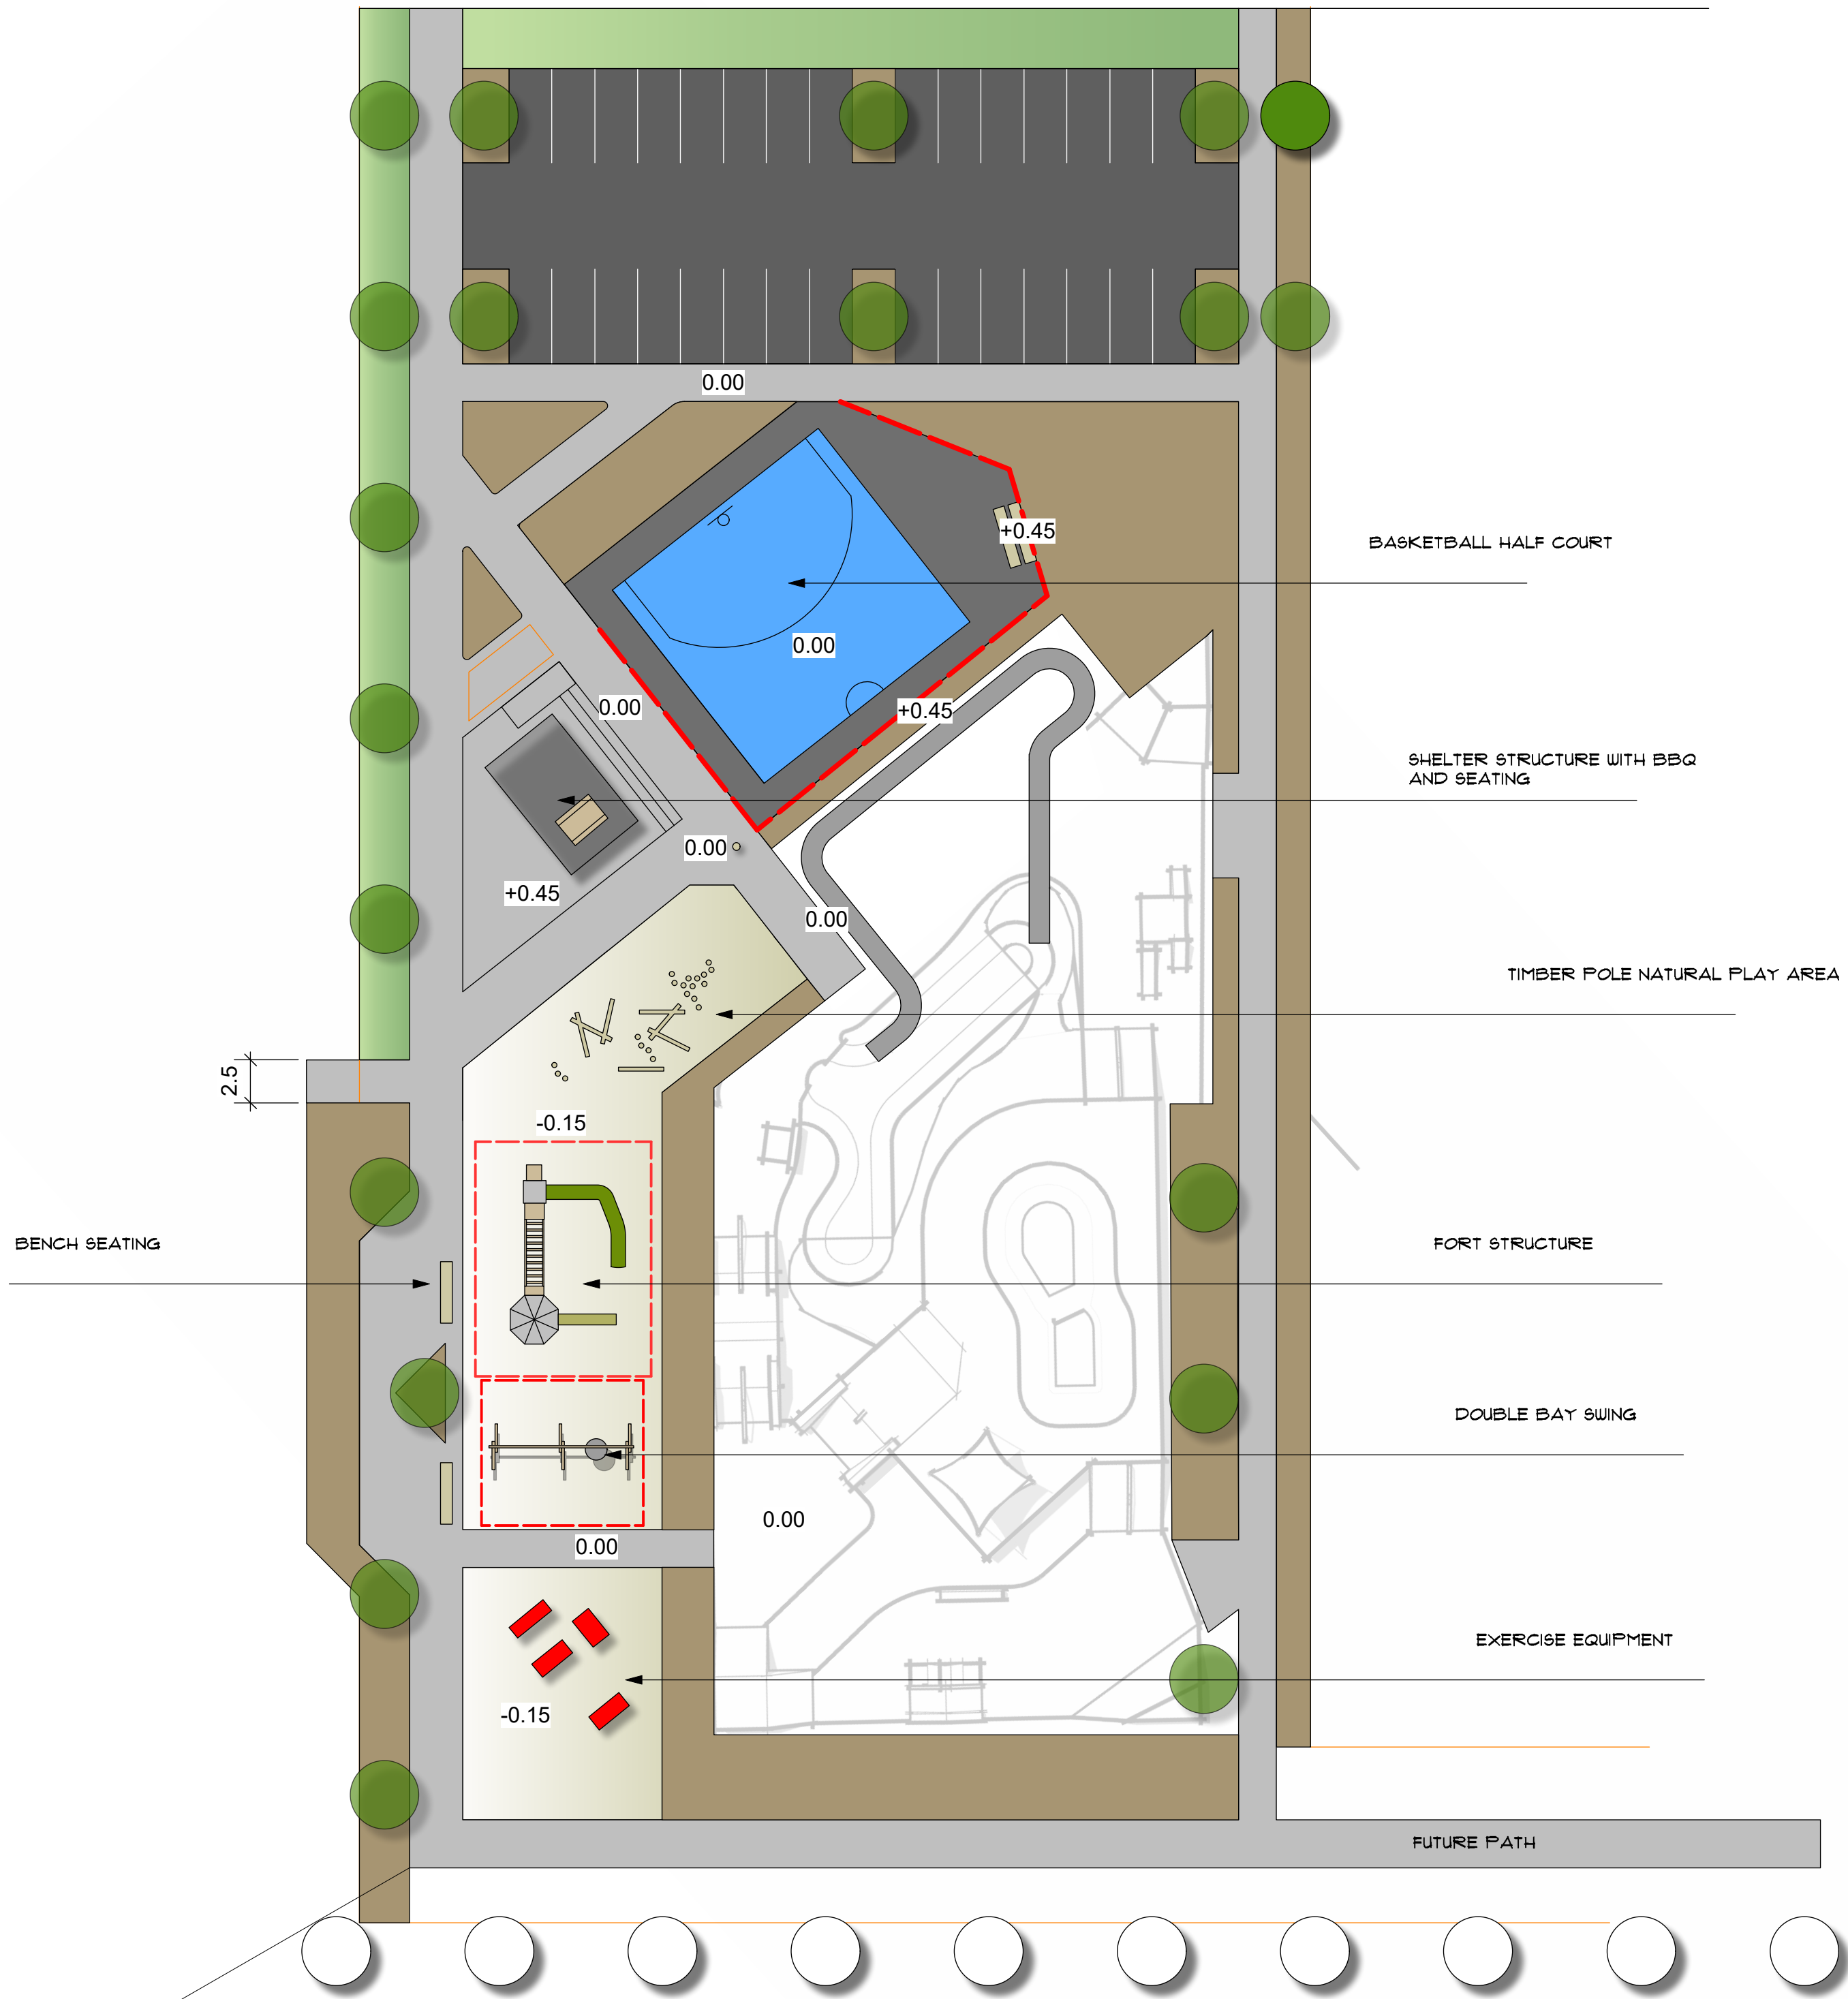 0.00
+0.45
BASKETBALL HALF COURT
0.00
0.00
+0.45
SHELTER STRUCTURE WITH BBQ
AND SEATING
0.00
+0.45
0.00
TIMBER POLE NATURAL PLAY AREA
2.5
-0.15
BENCH SEATING
FORT STRUCTURE
DOUBLE BAY SWING
0.00
0.00
EXERCISE EQUIPMENT
-0.15
FUTURE PATH